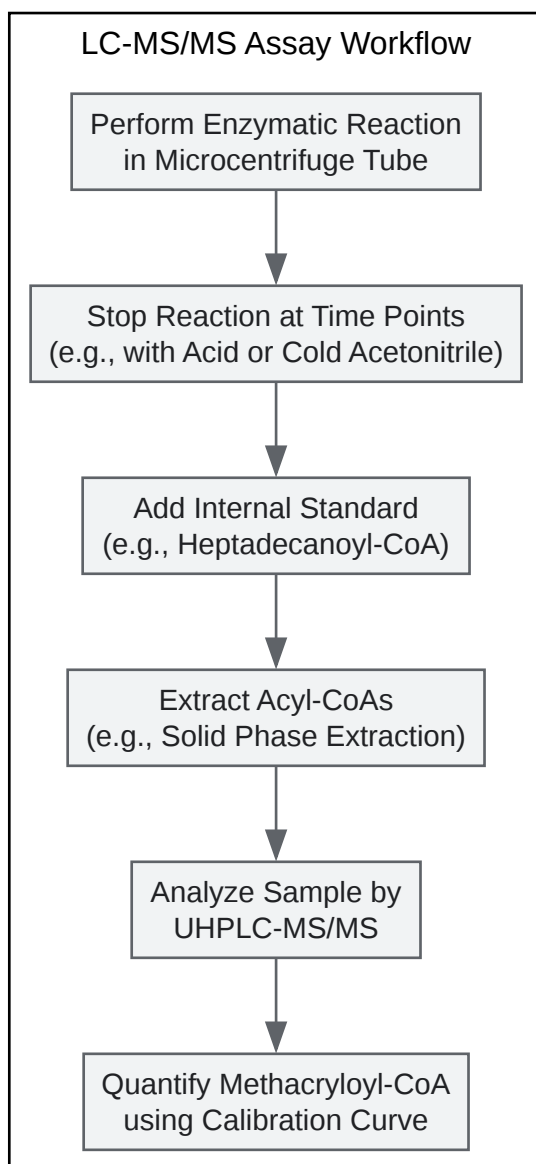 LC-MS/MS Assay Workflow
Perform Enzymatic Reaction
in Microcentrifuge Tube
Stop Reaction at Time Points
(e.g., with Acid or Cold Acetonitrile)
Add Internal Standard
(e.g., Heptadecanoyl-CoA)
Extract Acyl-CoAs
(e.g., Solid Phase Extraction)
Analyze Sample by
UHPLC-MS/MS
Quantify Methacryloyl-CoA
using Calibration Curve